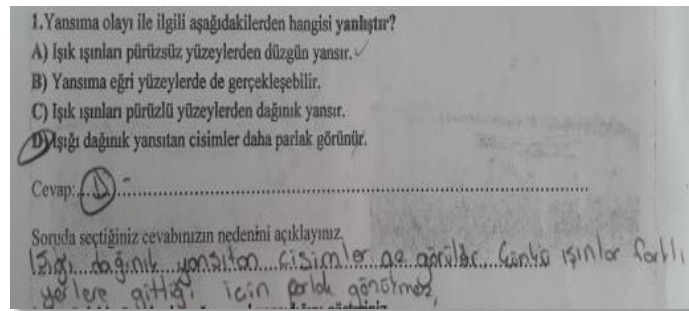 1.Yansıma olayı ile ilgili aşağıdakilerden hangisi yanlıştır?
A) Işık ışınları pürüzsüz yüzeylerden düzgün yansır. ✓
B) Yansıma eğri yüzeylerde de gerçekleşebilir.
C) Işık ışınları pürüzlü yüzeylerden dağınık yansır.
D) Işığı dağınık yansıtan cisimler daha parlak görünür.
Cevap:....D....
Soruda seçtiğiniz cevabınızın nedenini açıklayınız.
Işığı dağınık yansıtan cisimler az görülür. Çünkü ışınlar farklı
yerlere gittiği için parlak görünmez,